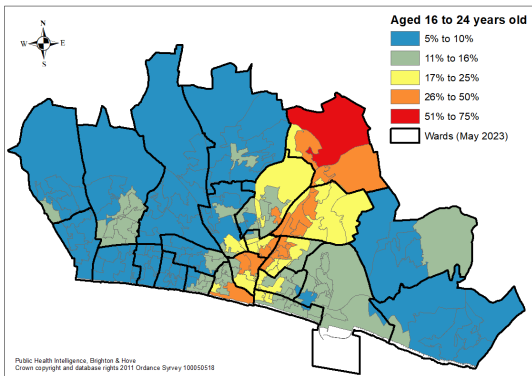 N
W E
S
Aged 16 to 24 years old
5% to 10%
11% to 16%
17% to 25%
26% to 50%
51% to 75%
Wards (May 2023)
Public Health Intelligence, Brighton & Hove
Crown copyright and database rights 2011 Ordance Syrvey 100050518